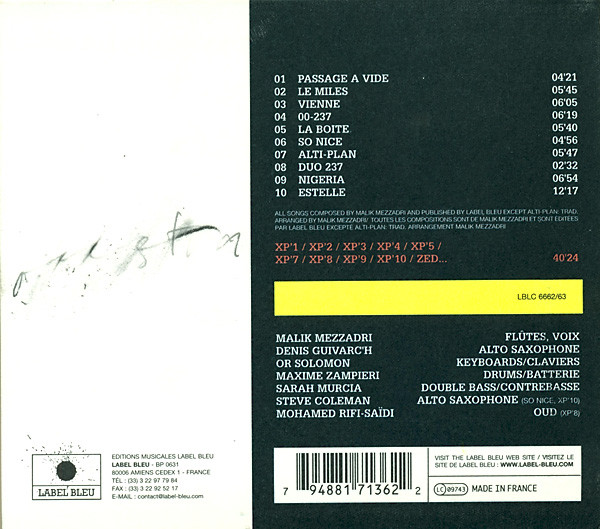 01 PASSAGE A VIDE 04'21
02 LE MILES 05'45
03 VIENNE 06'05
04 00-237 06'19
05 LA BOITE 05'40
06 SO NICE 04'56
07 ALTI-PLAN 05'47
08 DUO 237 02'32
09 NIGERIA 06'54
10 ESTELLE 12'17
ALL SONGS COMPOSED BY MALIK MEZZADRI AND PUBLISHED BY LABEL BLEU EXCEPT ALTI-PLAN: TRAD.
ARRANGED BY MALIK MEZZADRI/ TOUTES LES COMPOSITIONS SONT DE MALIK MEZZADRI ET SONT EDITEES
PAR LABEL BLEU EXCEPTE ALTI-PLAN: TRAD. ARRANGEMENT MALIK MEZZADRI
XP'1 / XP'2 / XP'3 / XP'4 / XP'5 /
XP'7 / XP'8 / XP'9 / XP'10 / ZED... 40'24
LBLC 6662/63
MALIK MEZZADRI FLÛTES, VOIX
DENIS GUIVARC'H ALTO SAXOPHONE
OR SOLOMON KEYBOARDS/CLAVIERS
MAXIME ZAMPIERI DRUMS/BATTERIE
SARAH MURCIA DOUBLE BASS/CONTREBASSE
STEVE COLEMAN ALTO SAXOPHONE (SO NICE, XP'10)
MOHAMED RIFI-SAÏDI OUD (XP'8)
LABEL BLEU
EDITIONS MUSICALES LABEL BLEU
LABEL BLEU - BP 0631
80006 AMIENS CEDEX 1 - FRANCE
TÉL : (33) 3 22 97 79 84
FAX : (33) 3 22 92 52 17
E-MAIL : contact@label-bleu.com
7 94881 71362 2
VISIT THE LABEL BLEU WEB SITE / VISITEZ LE
SITE DE LABEL BLEU : WWW.LABEL-BLEU.COM
LC 09743 MADE IN FRANCE